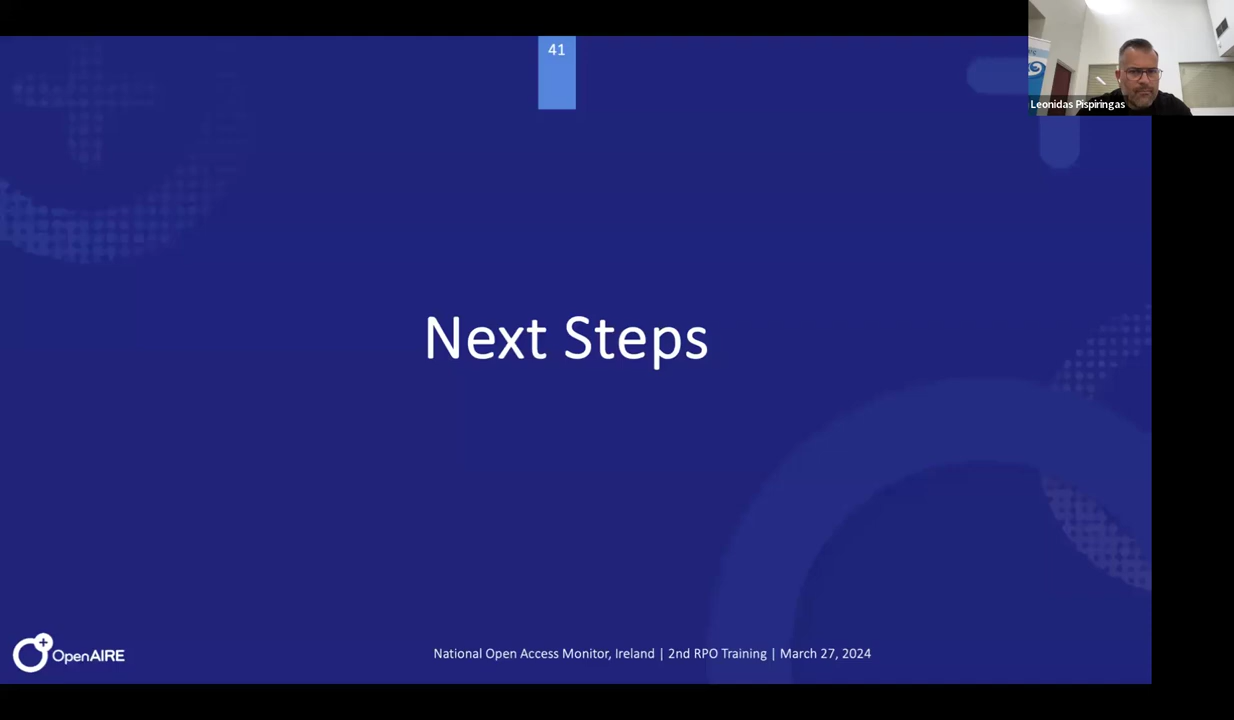 41
Leonidas Pispiringas
Next Steps
OpenAIRE
National Open Access Monitor, Ireland | 2nd RPO Training | March 27, 2024